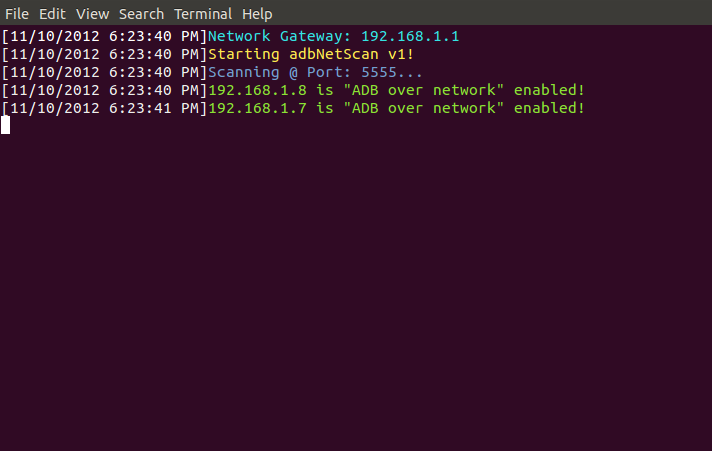 File Edit View Search Terminal Help
[11/10/2012 6:23:40 PM]Network Gateway: 192.168.1.1
[11/10/2012 6:23:40 PM]Starting adbNetScan v1!
[11/10/2012 6:23:40 PM]Scanning @ Port: 5555...
[11/10/2012 6:23:40 PM]192.168.1.8 is "ADB over network" enabled!
[11/10/2012 6:23:41 PM]192.168.1.7 is "ADB over network" enabled!